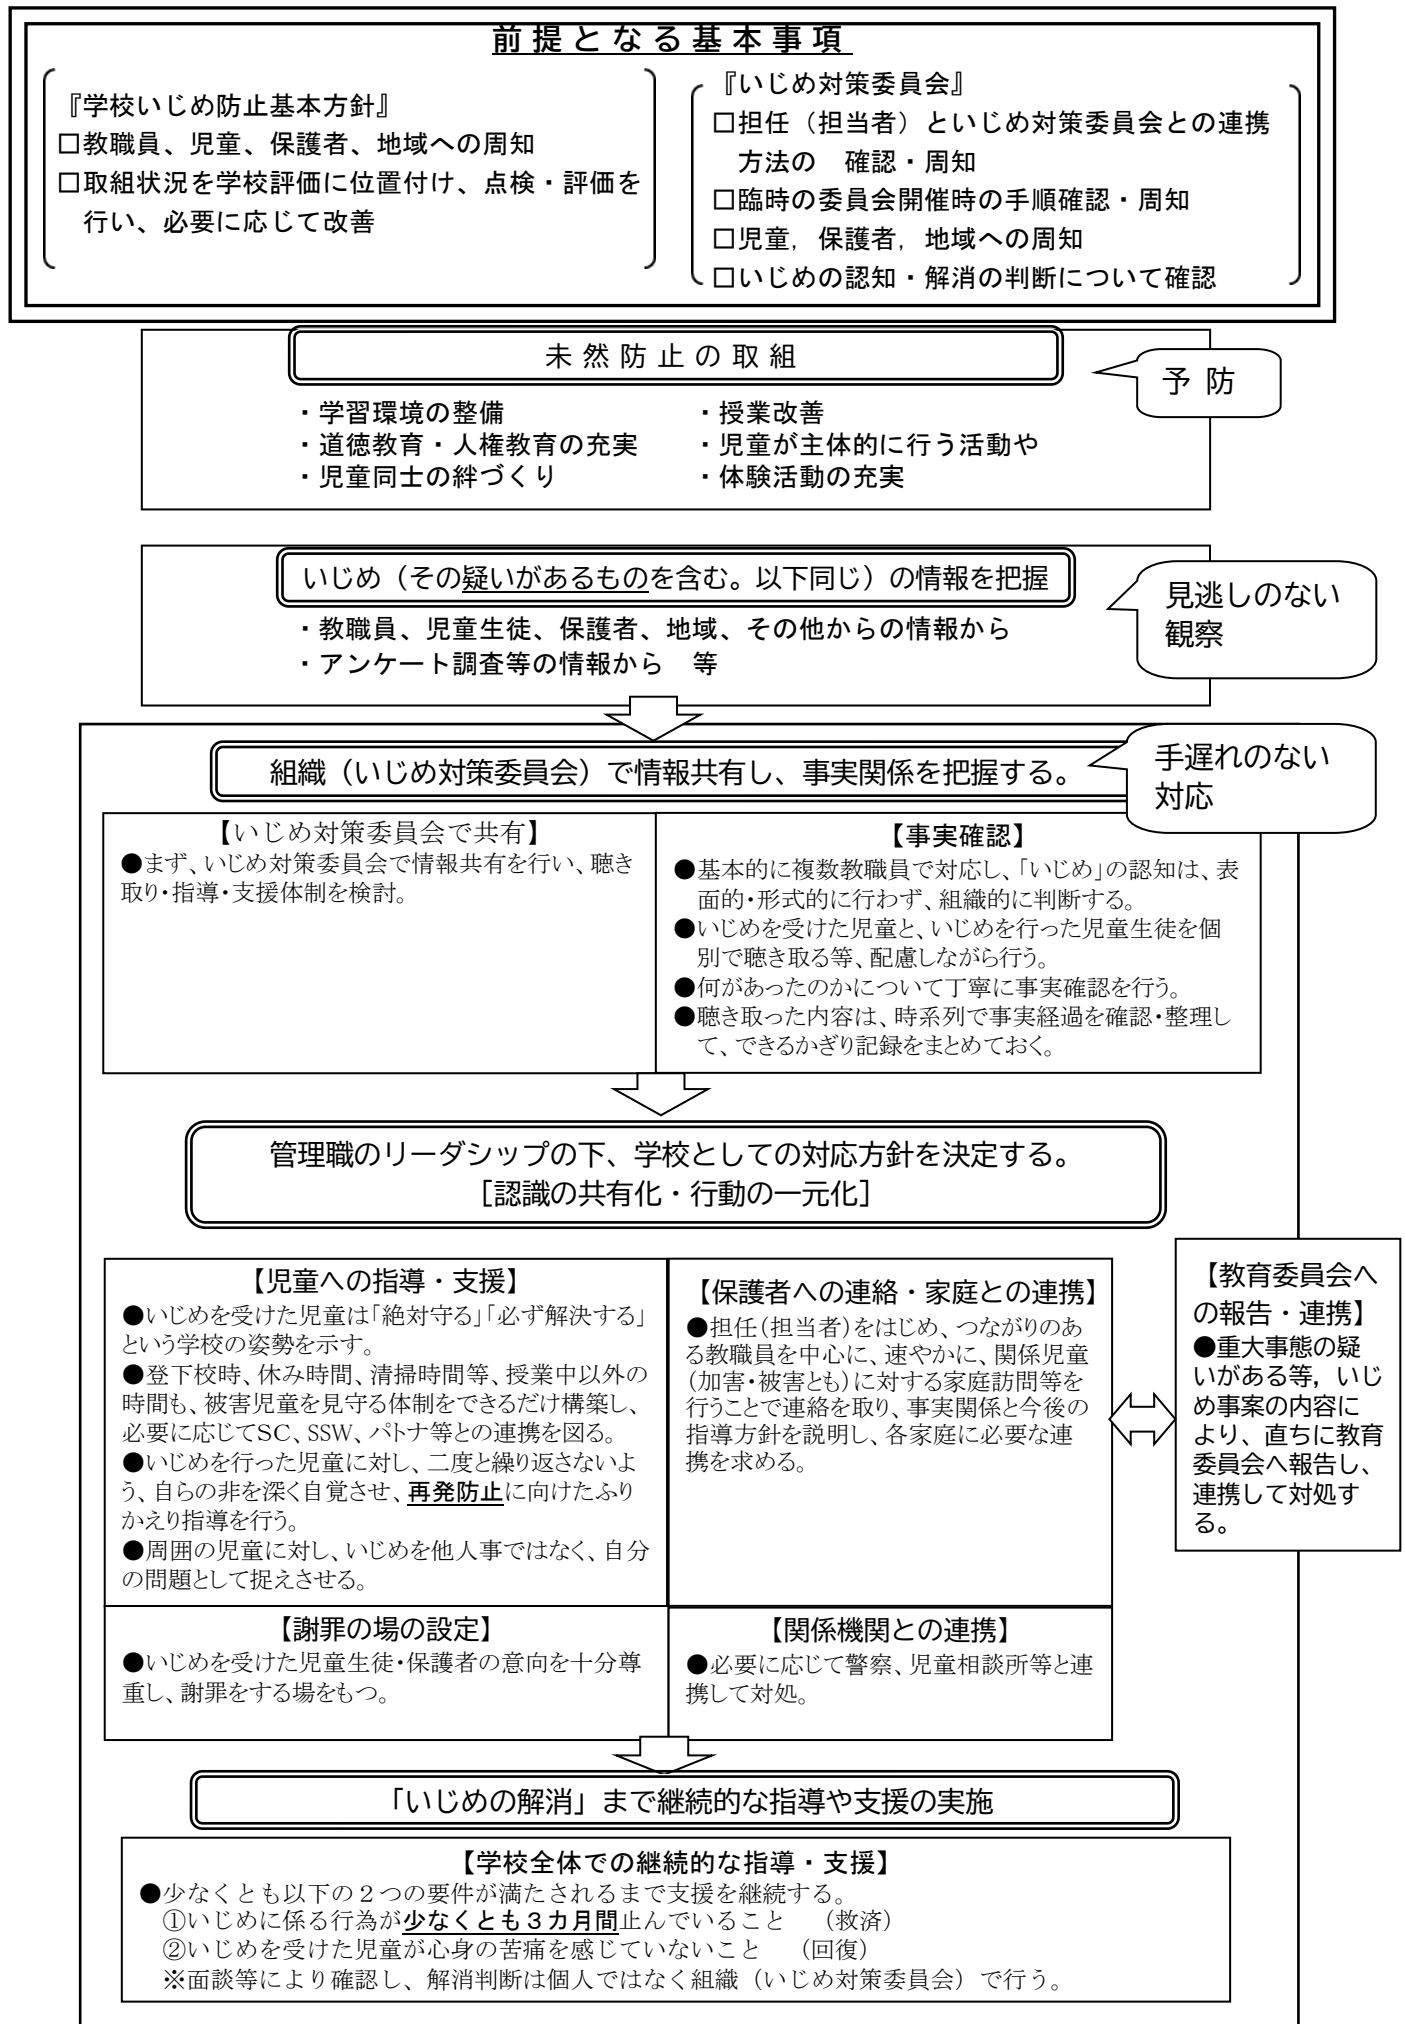 前提となる基本事項
『学校いじめ防止基本方針』
□教職員、児童、保護者、地域への周知
□取組状況を学校評価に位置付け、点検・評価を
行い、必要に応じて改善
『いじめ対策委員会』
□担任（担当者）といじめ対策委員会との連携
方法の　確認・周知
□臨時の委員会開催時の手順確認・周知
□児童，保護者，地域への周知
□いじめの認知・解消の判断について確認
未然防止の取組
予 防
・学習環境の整備
・道徳教育・人権教育の充実
・児童同士の絆づくり
・授業改善
・児童が主体的に行う活動や
・体験活動の充実
いじめ（その疑いがあるものを含む。以下同じ）の情報を把握
見逃しのない
観察
・教職員、児童生徒、保護者、地域、その他からの情報から
・アンケート調査等の情報から　等
組織（いじめ対策委員会）で情報共有し、事実関係を把握する。
手遅れのない
対応
【いじめ対策委員会で共有】
●まず、いじめ対策委員会で情報共有を行い、聴き
取り・指導・支援体制を検討。
【事実確認】
●基本的に複数教職員で対応し、「いじめ」の認知は、表
面的・形式的に行わず、組織的に判断する。
●いじめを受けた児童と、いじめを行った児童生徒を個
別で聴き取る等、配慮しながら行う。
●何があったのかについて丁寧に事実確認を行う。
●聴き取った内容は、時系列で事実経過を確認・整理し
て、できるかぎり記録をまとめておく。
管理職のリーダシップの下、学校としての対応方針を決定する。
［認識の共有化・行動の一元化］
【児童への指導・支援】
●いじめを受けた児童は「絶対守る」「必ず解決する」
という学校の姿勢を示す。
●登下校時、休み時間、清掃時間等、授業中以外の
時間も、被害児童を見守る体制をできるだけ構築し、
必要に応じてSC、SSW、パトナ等との連携を図る。
●いじめを行った児童に対し、二度と繰り返さないよ
う、自らの非を深く自覚させ、再発防止に向けたふり
かえり指導を行う。
●周囲の児童に対し、いじめを他人事ではなく、自分
の問題として捉えさせる。
【保護者への連絡・家庭との連携】
●担任（担当者）をはじめ、つながりのあ
る教職員を中心に、速やかに、関係児童
（加害・被害とも）に対する家庭訪問等を
行うことで連絡を取り、事実関係と今後の
指導方針を説明し、各家庭に必要な連
携を求める。
【教育委員会へ
の報告・連携】
●重大事態の疑
いがある等，いじ
め事案の内容に
より、直ちに教育
委員会へ報告し、
連携して対処す
る。
【謝罪の場の設定】
●いじめを受けた児童生徒・保護者の意向を十分尊
重し、謝罪をする場をもつ。
【関係機関との連携】
●必要に応じて警察、児童相談所等と連
携して対処。
「いじめの解消」まで継続的な指導や支援の実施
【学校全体での継続的な指導・支援】
●少なくとも以下の２つの要件が満たされるまで支援を継続する。
①いじめに係る行為が少なくとも３カ月間止んでいること　（救済）
②いじめを受けた児童が心身の苦痛を感じていないこと　（回復）
※面談等により確認し、解消判断は個人ではなく組織（いじめ対策委員会）で行う。